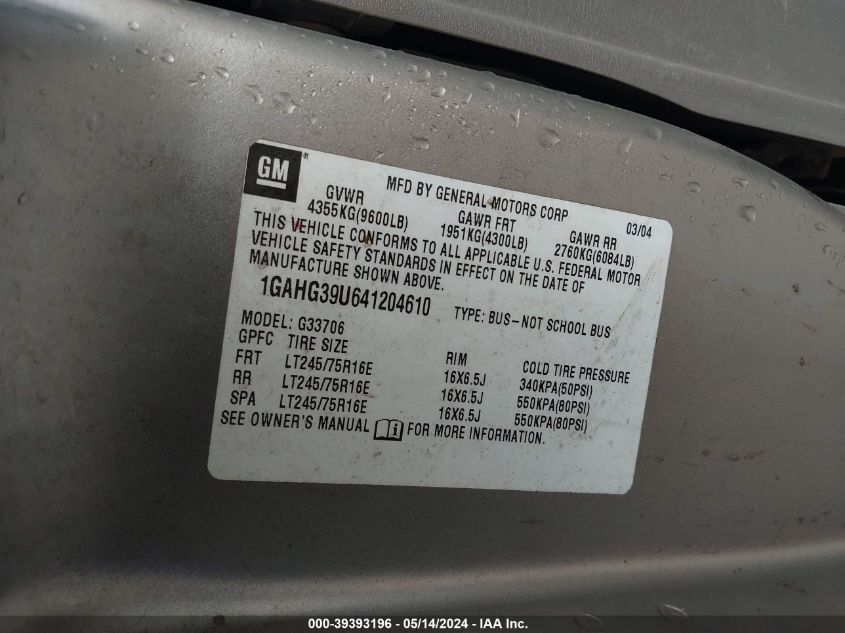 GM®
MFD BY GENERAL MOTORS CORP 03/04
GVWR GAWR FRT GAWR RR
4355KG(9600LB) 1951KG(4300LB) 2760KG(6084LB)
THIS VEHICLE CONFORMS TO ALL APPLICABLE U.S. FEDERAL MOTOR
VEHICLE SAFETY STANDARDS IN EFFECT ON THE DATE OF
MANUFACTURE SHOWN ABOVE.
1GAHG39U641204610 TYPE: BUS-NOT SCHOOL BUS
MODEL: G33706
GPFC TIRE SIZE RIM COLD TIRE PRESSURE
FRT LT245/75R16E 16X6.5J 340KPA(50PSI)
RR LT245/75R16E 16X6.5J 550KPA(80PSI)
SPA LT245/75R16E 16X6.5J 550KPA(80PSI)
SEE OWNER'S MANUAL FOR MORE INFORMATION.
000-39393196 - 05/14/2024 - IAA Inc.